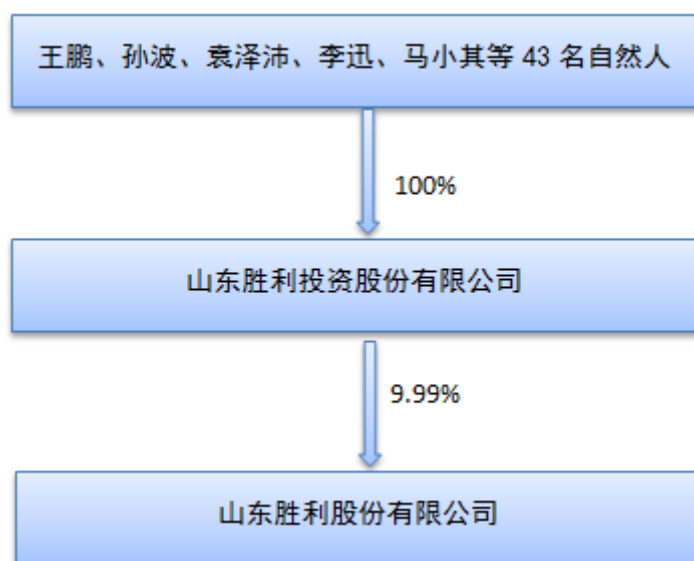 王鹏、孙波、袁泽沛、李迅、马小其等 43 名自然人
100%
山东胜利投资股份有限公司
9.99%
山东胜利股份有限公司